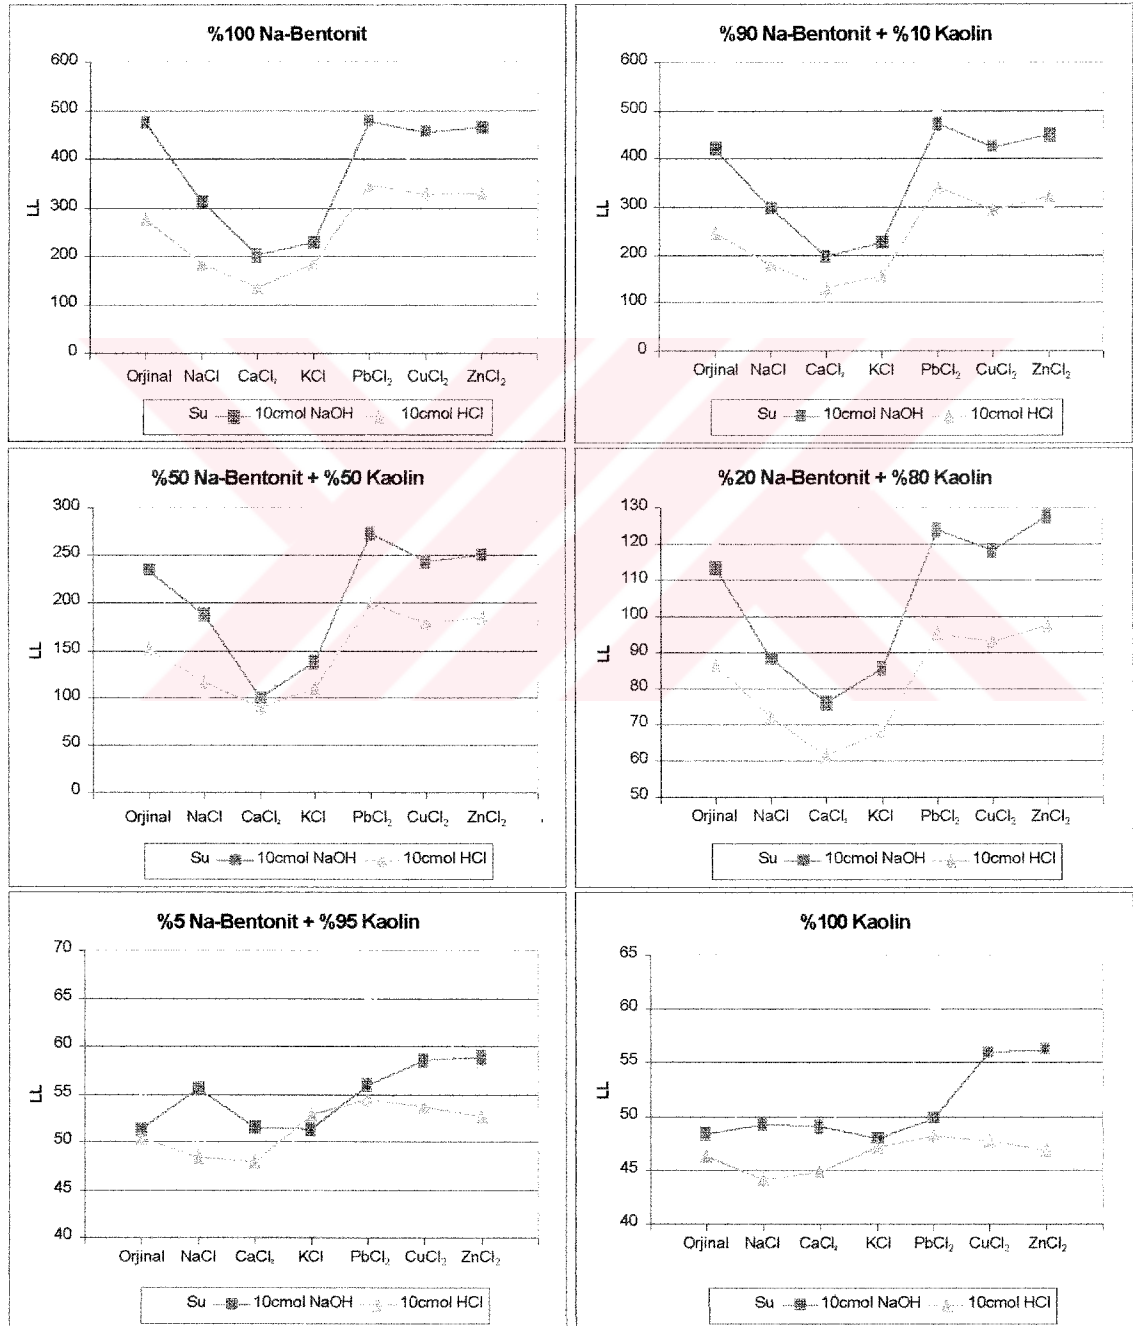 %100 Na-Bentonit
600
500
400
300
200
100
0
LL
Orjinal NaCl CaCl₂ KCl PbCl₂ CuCl₂ ZnCl₂
Su 10cmol NaOH 10cmol HCl
%90 Na-Bentonit + %10 Kaolin
600
500
400
300
200
100
0
LL
Orjinal NaCl CaCl₂ KCl PbCl₂ CuCl₂ ZnCl₂
Su 10cmol NaOH 10cmol HCl
%50 Na-Bentonit + %50 Kaolin
300
250
200
150
100
50
0
LL
Orjinal NaCl CaCl₂ KCl PbCl₂ CuCl₂ ZnCl₂
Su 10cmol NaOH 10cmol HCl
%20 Na-Bentonit + %80 Kaolin
130
120
110
100
90
80
70
60
50
LL
Orjinal NaCl CaCl₂ KCl PbCl₂ CuCl₂ ZnCl₂
Su 10cmol NaOH 10cmol HCl
%5 Na-Bentonit + %95 Kaolin
70
65
60
55
50
45
40
LL
Orjinal NaCl CaCl₂ KCl PbCl₂ CuCl₂ ZnCl₂
Su 10cmol NaOH 10cmol HCl
%100 Kaolin
65
60
55
50
45
40
LL
Orjinal NaCl CaCl₂ KCl PbCl₂ CuCl₂ ZnCl₂
Su 10cmol NaOH 10cmol HCl